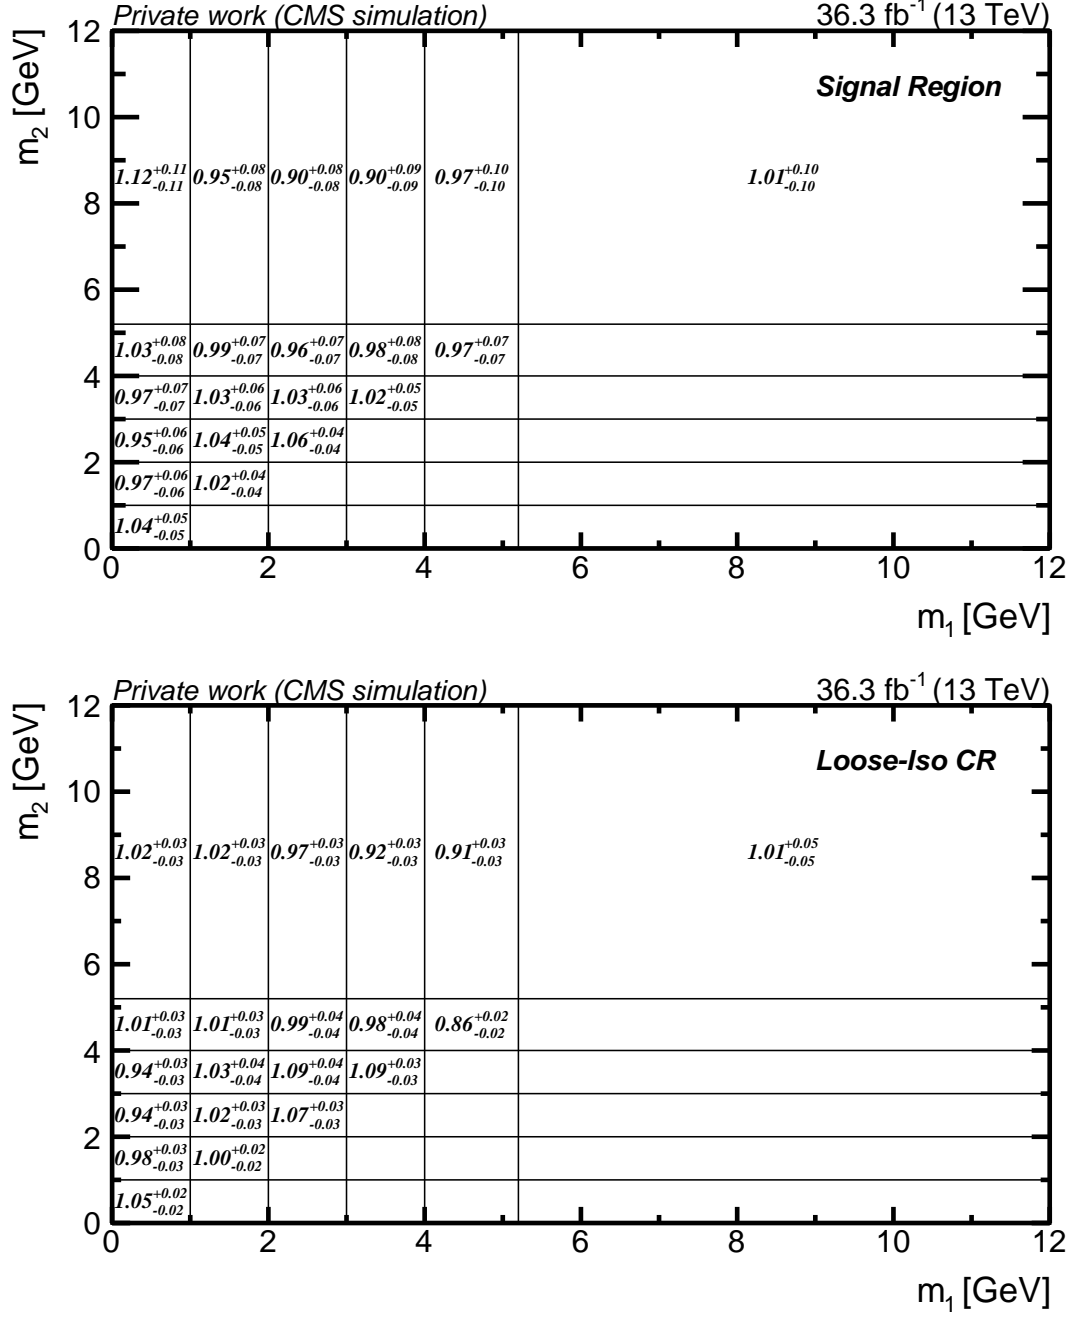 Private work (CMS simulation) 36.3 fb⁻¹ (13 TeV)
m₂ [GeV]
12
Signal Region
10
1.12+0.11-0.11 0.95+0.08-0.08 0.90+0.08-0.08 0.90+0.09-0.09 0.97+0.10-0.10 1.01+0.10-0.10
8
6
1.03+0.08-0.08 0.99+0.07-0.07 0.96+0.07-0.07 0.98+0.08-0.08 0.97+0.07-0.07
4
0.97+0.07-0.07 1.03+0.06-0.06 1.03+0.06-0.06 1.02+0.05-0.05
0.95+0.06-0.06 1.04+0.05-0.05 1.06+0.04-0.04
2
0.97+0.06-0.06 1.02+0.04-0.04
1.04+0.05-0.05
0
0 2 4 6 8 10 12
m₁ [GeV]
Private work (CMS simulation) 36.3 fb⁻¹ (13 TeV)
m₂ [GeV]
12
Loose-Iso CR
10
1.02+0.03-0.03 1.02+0.03-0.03 0.97+0.03-0.03 0.92+0.03-0.03 0.91+0.03-0.03 1.01+0.05-0.05
8
6
1.01+0.03-0.03 1.01+0.03-0.03 0.99+0.04-0.04 0.98+0.04-0.04 0.86+0.02-0.02
4
0.94+0.03-0.03 1.03+0.04-0.04 1.09+0.04-0.04 1.09+0.03-0.03
0.94+0.03-0.03 1.02+0.03-0.03 1.07+0.03-0.03
2
0.98+0.03-0.03 1.00+0.02-0.02
1.05+0.02-0.02
0
0 2 4 6 8 10 12
m₁ [GeV]